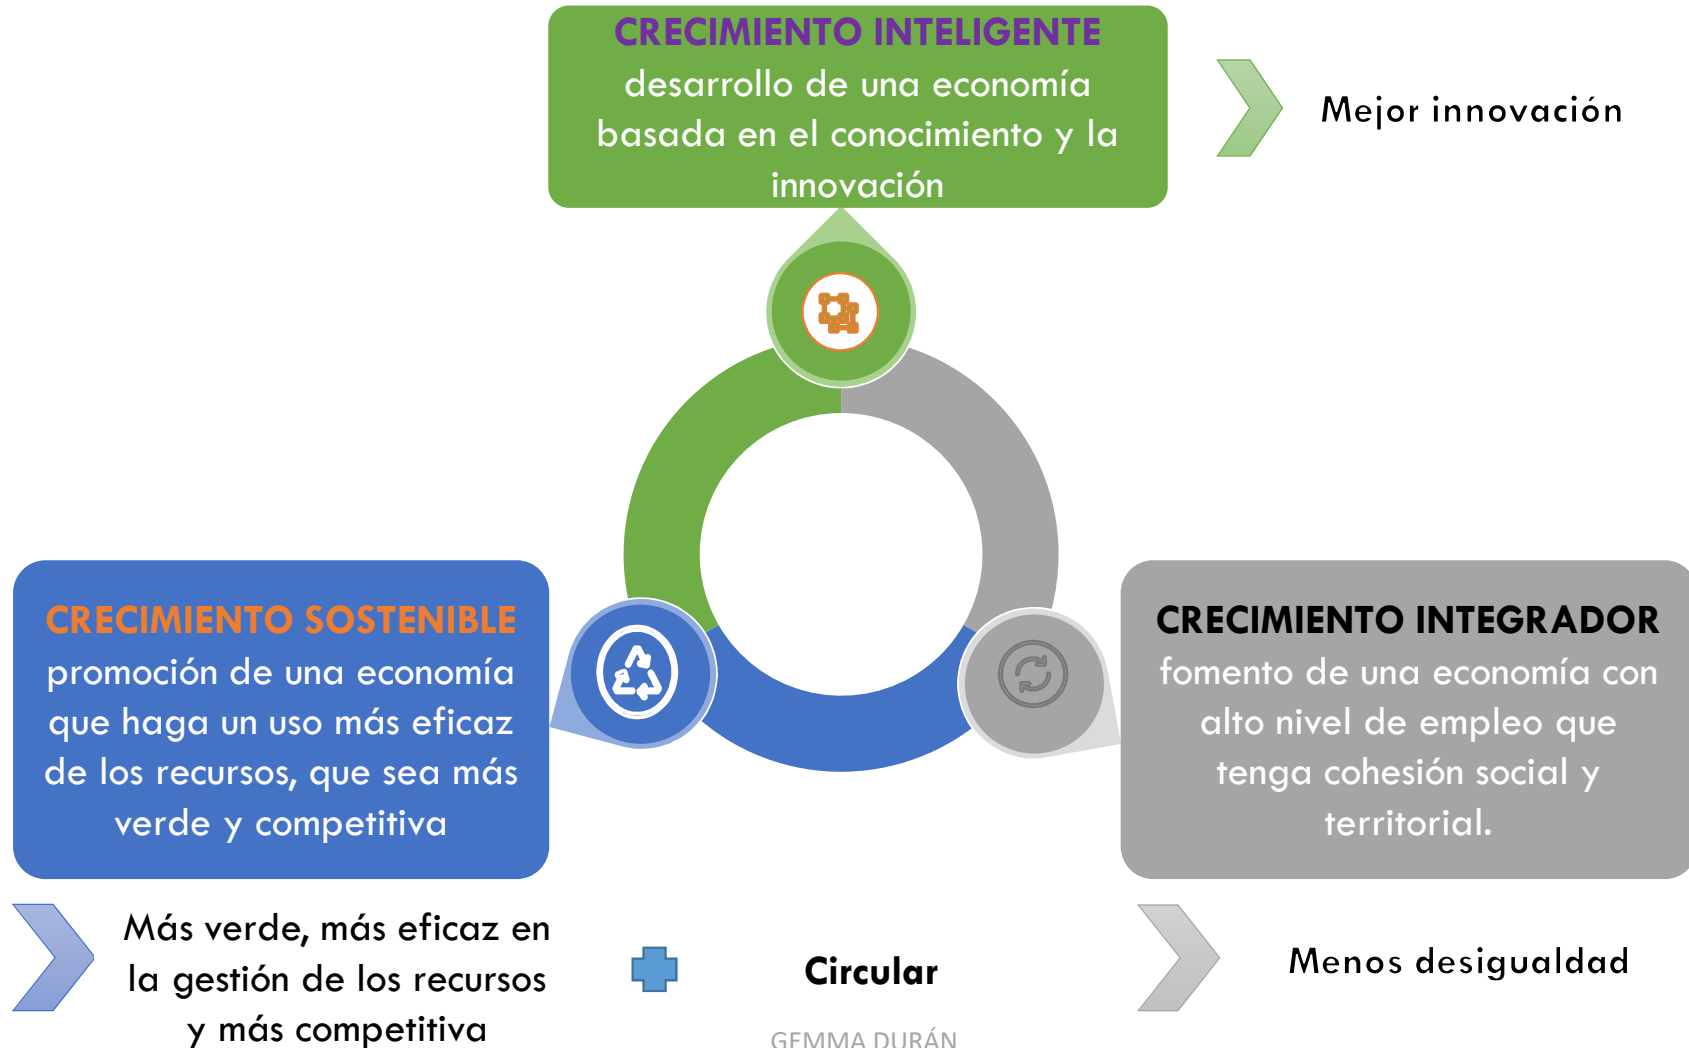 CRECIMIENTO INTELIGENTE
desarrollo de una economía
basada en el conocimiento y la
innovación
Mejor innovación
CRECIMIENTO SOSTENIBLE
promoción de una economía
que haga un uso más eficaz
de los recursos, que sea más
verde y competitiva
CRECIMIENTO INTEGRADOR
fomento de una economía con
alto nivel de empleo que
tenga cohesión social y
territorial.
Más verde, más eficaz en
la gestión de los recursos
y más competitiva
Circular
Menos desigualdad
GEMMA DURÁN